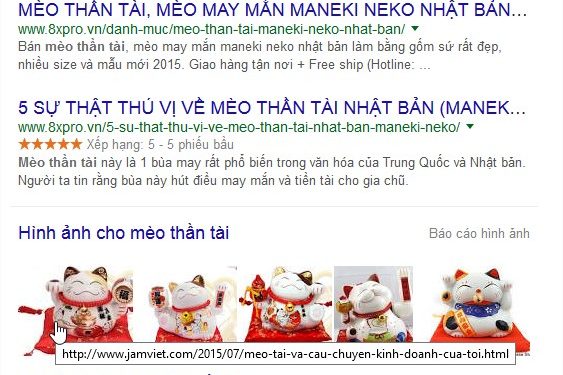 MÈO THẦN TÀI, MÈO MAY MẮN MANEKI NEKO NHẬT BẢN...
www.8xpro.vn/danh-muc/meo-than-tai-maneki-neko-nhat-ban/
Bán mèo thần tài, mèo may mắn maneki neko nhật bản làm bằng gốm sứ rất đẹp,
nhiều size và mẫu mới 2015. Giao hàng tận nơi + Free ship (Hotline: ...
5 SỰ THẬT THÚ VỊ VỀ MÈO THẦN TÀI NHẬT BẢN (MANEK...
www.8xpro.vn/5-su-that-thu-vi-ve-meo-than-tai-nhat-ban-maneki-neko/
Xếp hạng: 5 - 5 phiếu bầu
Mèo thần tài này là 1 bùa may rất phổ biến trong văn hóa của Trung Quốc và Nhật bản.
Người ta tin rằng bùa này hút điều may mắn và tiền tài cho gia chủ.
Hình ảnh cho mèo thần tài
Báo cáo hình ảnh
http://www.jamviet.com/2015/07/meo-tai-va-cau-chuyen-kinh-doanh-cua-toi.html